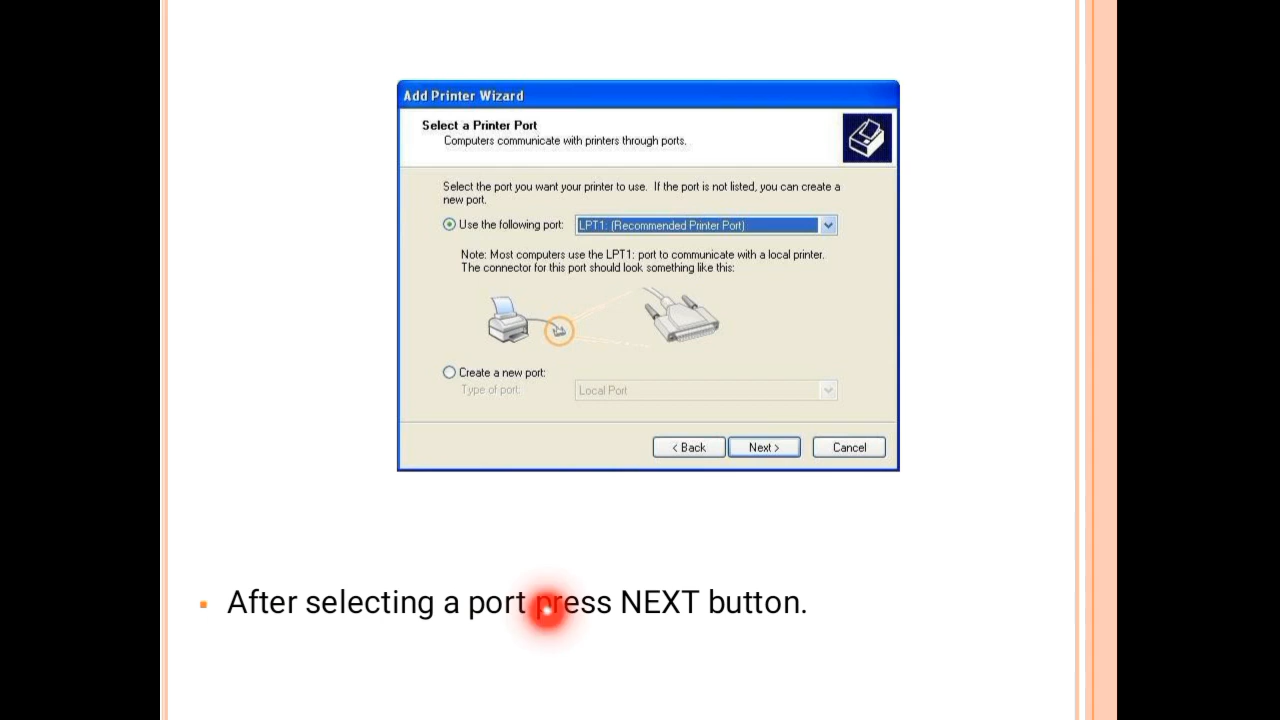 Add Printer Wizard
Select a Printer Port
Computers communicate with printers through ports.
Select the port you want your printer to use. If the port is not listed, you can create a
new port.
Use the following port: LPT1: (Recommended Printer Port)
Note: Most computers use the LPT1: port to communicate with a local printer.
The connector for this port should look something like this:
Create a new port:
Type of port: Local Port
< Back Next > Cancel
After selecting a port press NEXT button.